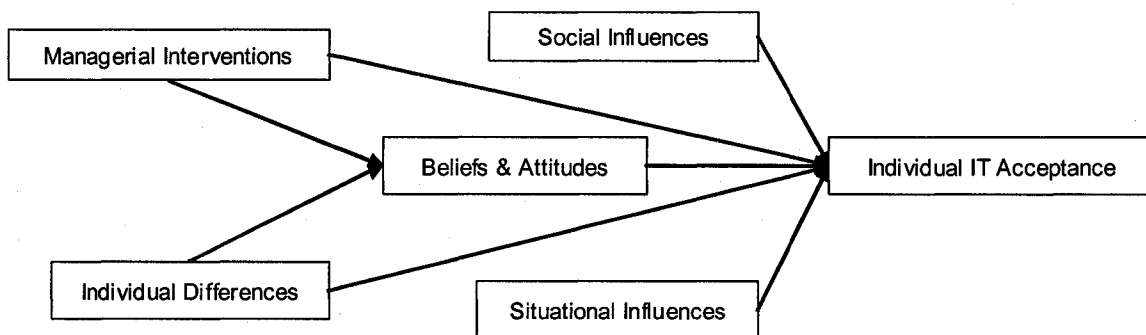 Managerial Interventions
Social Influences
Beliefs & Attitudes
Individual IT Acceptance
Individual Differences
Situational Influences